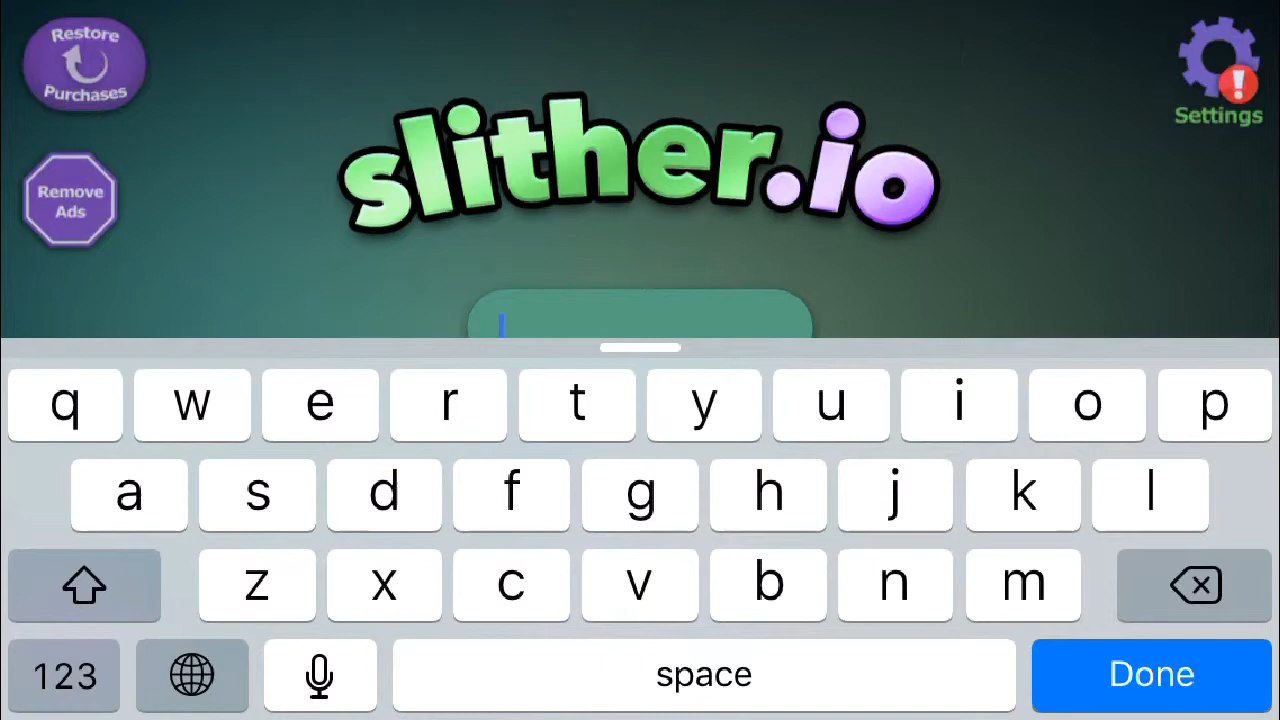 Restore
Purchases
Settings
slither.io
Remove
Ads
q w e r t y u i o p
a s d f g h j k l
z x c v b n m
123 space Done